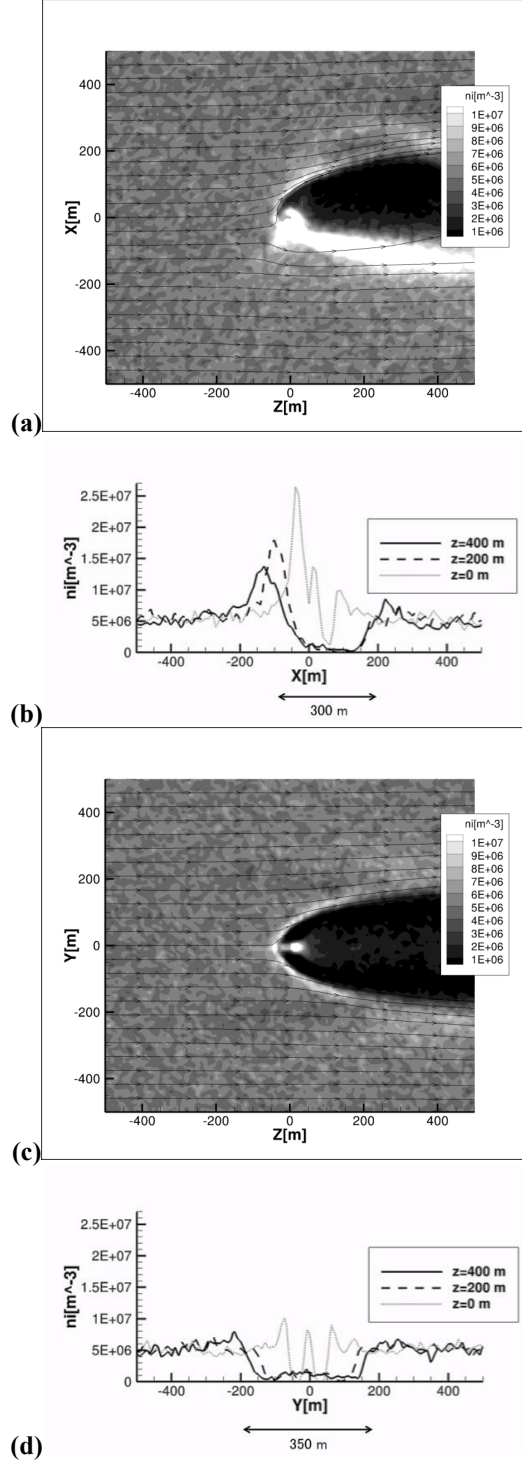 400
200
0
-200
-400
X[m]
-400
-200
0
200
400
Z[m]
ni[m^-3]
1E+07
9E+06
8E+06
7E+06
6E+06
5E+06
4E+06
3E+06
2E+06
1E+06
(a)
2.5E+07
2E+07
1.5E+07
1E+07
5E+06
0
ni[m^-3]
-400
-200
0
200
400
X[m]
z=400 m
z=200 m
z=0 m
300 m
(b)
400
200
0
-200
-400
Y[m]
-400
-200
0
200
400
Z[m]
ni[m^-3]
1E+07
9E+06
8E+06
7E+06
6E+06
5E+06
4E+06
3E+06
2E+06
1E+06
(c)
2.5E+07
2E+07
1.5E+07
1E+07
5E+06
0
ni[m^-3]
-400
-200
0
200
400
Y[m]
z=400 m
z=200 m
z=0 m
350 m
(d)